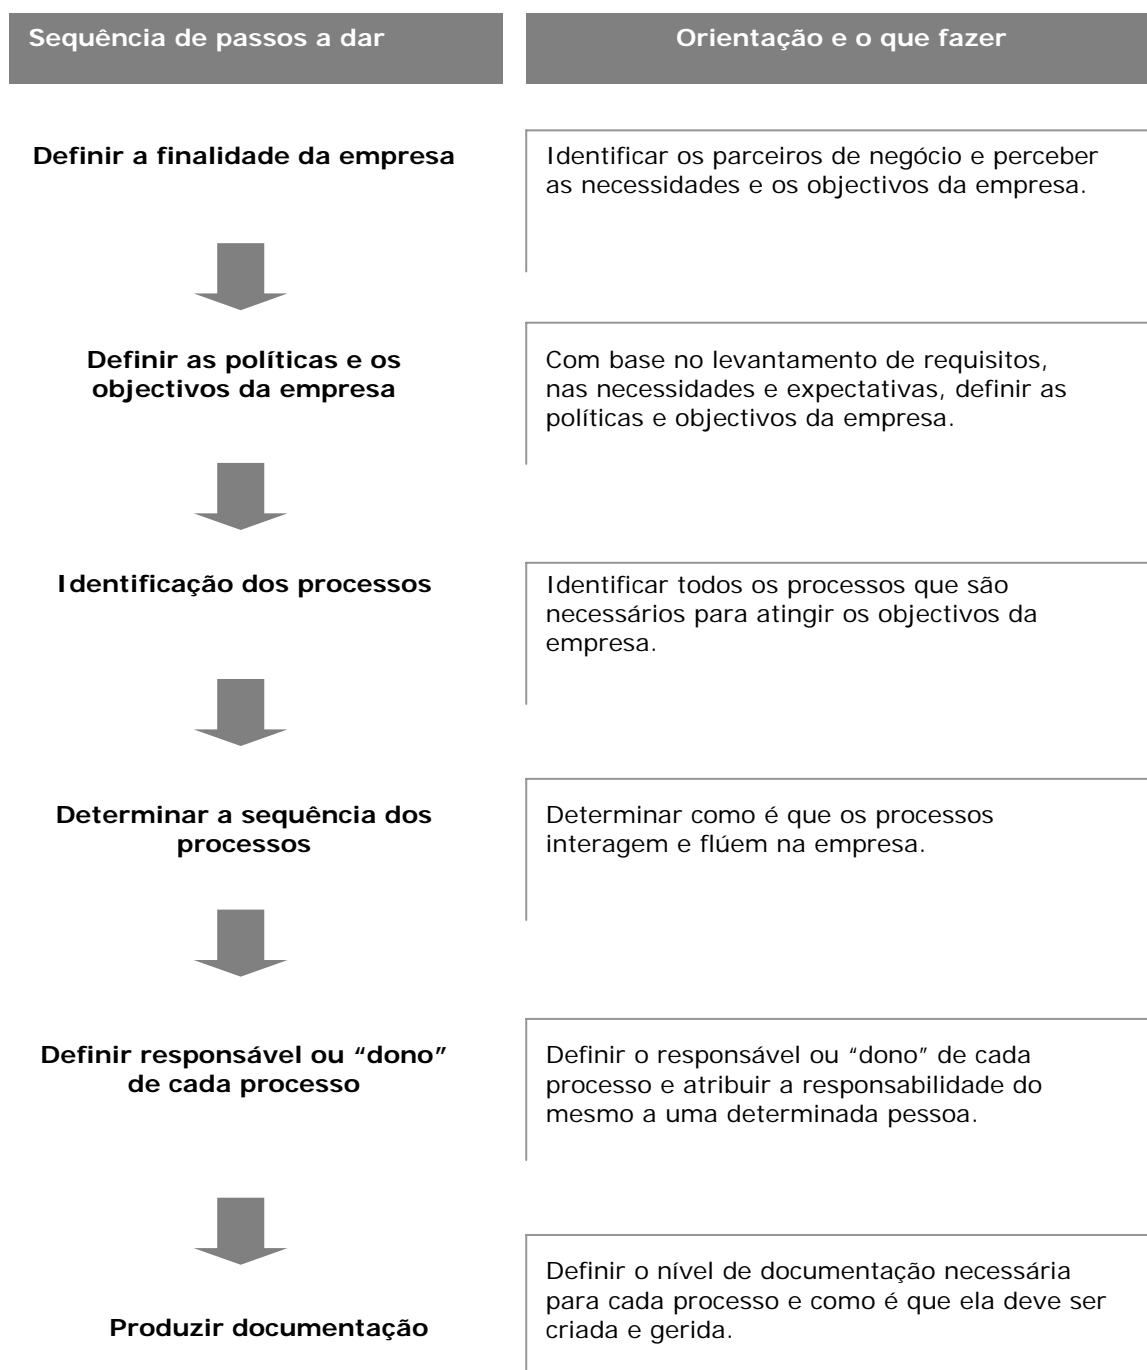 Sequência de passos a dar
Orientação e o que fazer
Definir a finalidade da empresa
Identificar os parceiros de negócio e perceber
as necessidades e os objectivos da empresa.
Definir as políticas e os
objectivos da empresa
Com base no levantamento de requisitos,
nas necessidades e expectativas, definir as
políticas e objectivos da empresa.
Identificação dos processos
Identificar todos os processos que são
necessários para atingir os objectivos da
empresa.
Determinar a sequência dos
processos
Determinar como é que os processos
interagem e flúem na empresa.
Definir responsável ou “dono”
de cada processo
Definir o responsável ou “dono” de cada
processo e atribuir a responsabilidade do
mesmo a uma determinada pessoa.
Produzir documentação
Definir o nível de documentação necessária
para cada processo e como é que ela deve ser
criada e gerida.